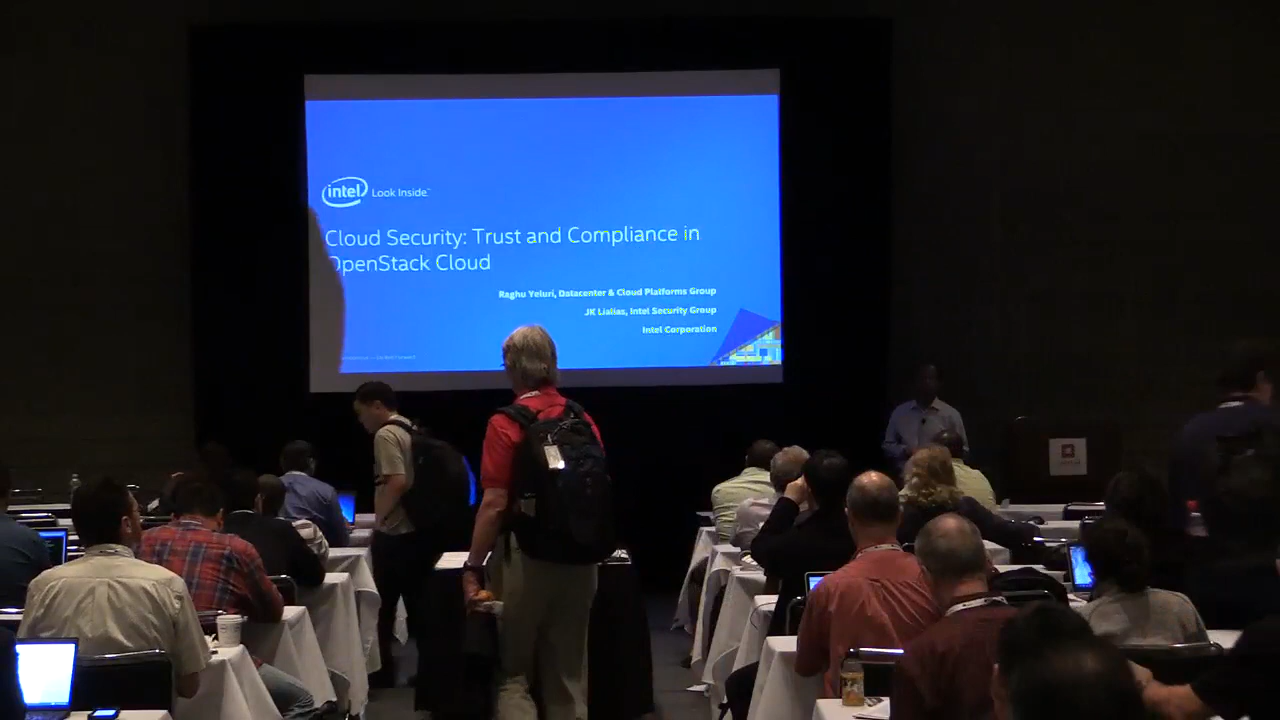 intel Look Inside.™
Cloud Security: Trust and Compliance in
OpenStack Cloud
Raghu Yeluri, Datacenter & Cloud Platforms Group
JK Lialias, Intel Security Group
Intel Corporation